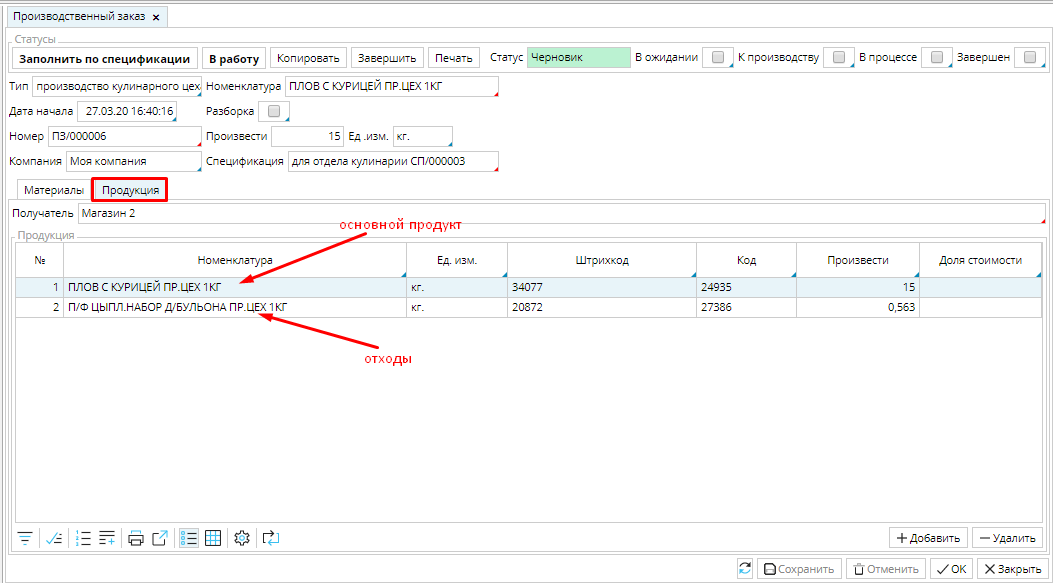 Производственный заказ
Статусы
Заполнить по спецификации В работу Копировать Завершить Печать Статус Черновик В ожидании К производству В процессе Завершен
Тип производство кулинарного цех Номенклатура ПЛОВ С КУРИЦЕЙ ПР.ЦЕХ 1КГ
Дата начала 27.03.20 16:40:16 Разборка
Номер ПЗ/000006 Произвести 15 Ед .изм. кг.
Компания Моя компания Спецификация для отдела кулинарии СП/000003
Материалы Продукция
Получатель Магазин 2
основной продукт
Продукция
№ Номенклатура Ед. изм. Штрихкод Код Произвести Доля стоимости
1 ПЛОВ С КУРИЦЕЙ ПР.ЦЕХ 1КГ кг. 34077 24935 15
2 П/Ф ЦЫПЛ.НАБОР Д/БУЛЬОНА ПР.ЦЕХ 1КГ кг. 20872 27386 0,563
отходы
Добавить Удалить
Сохранить Отменить ОК Закрыть